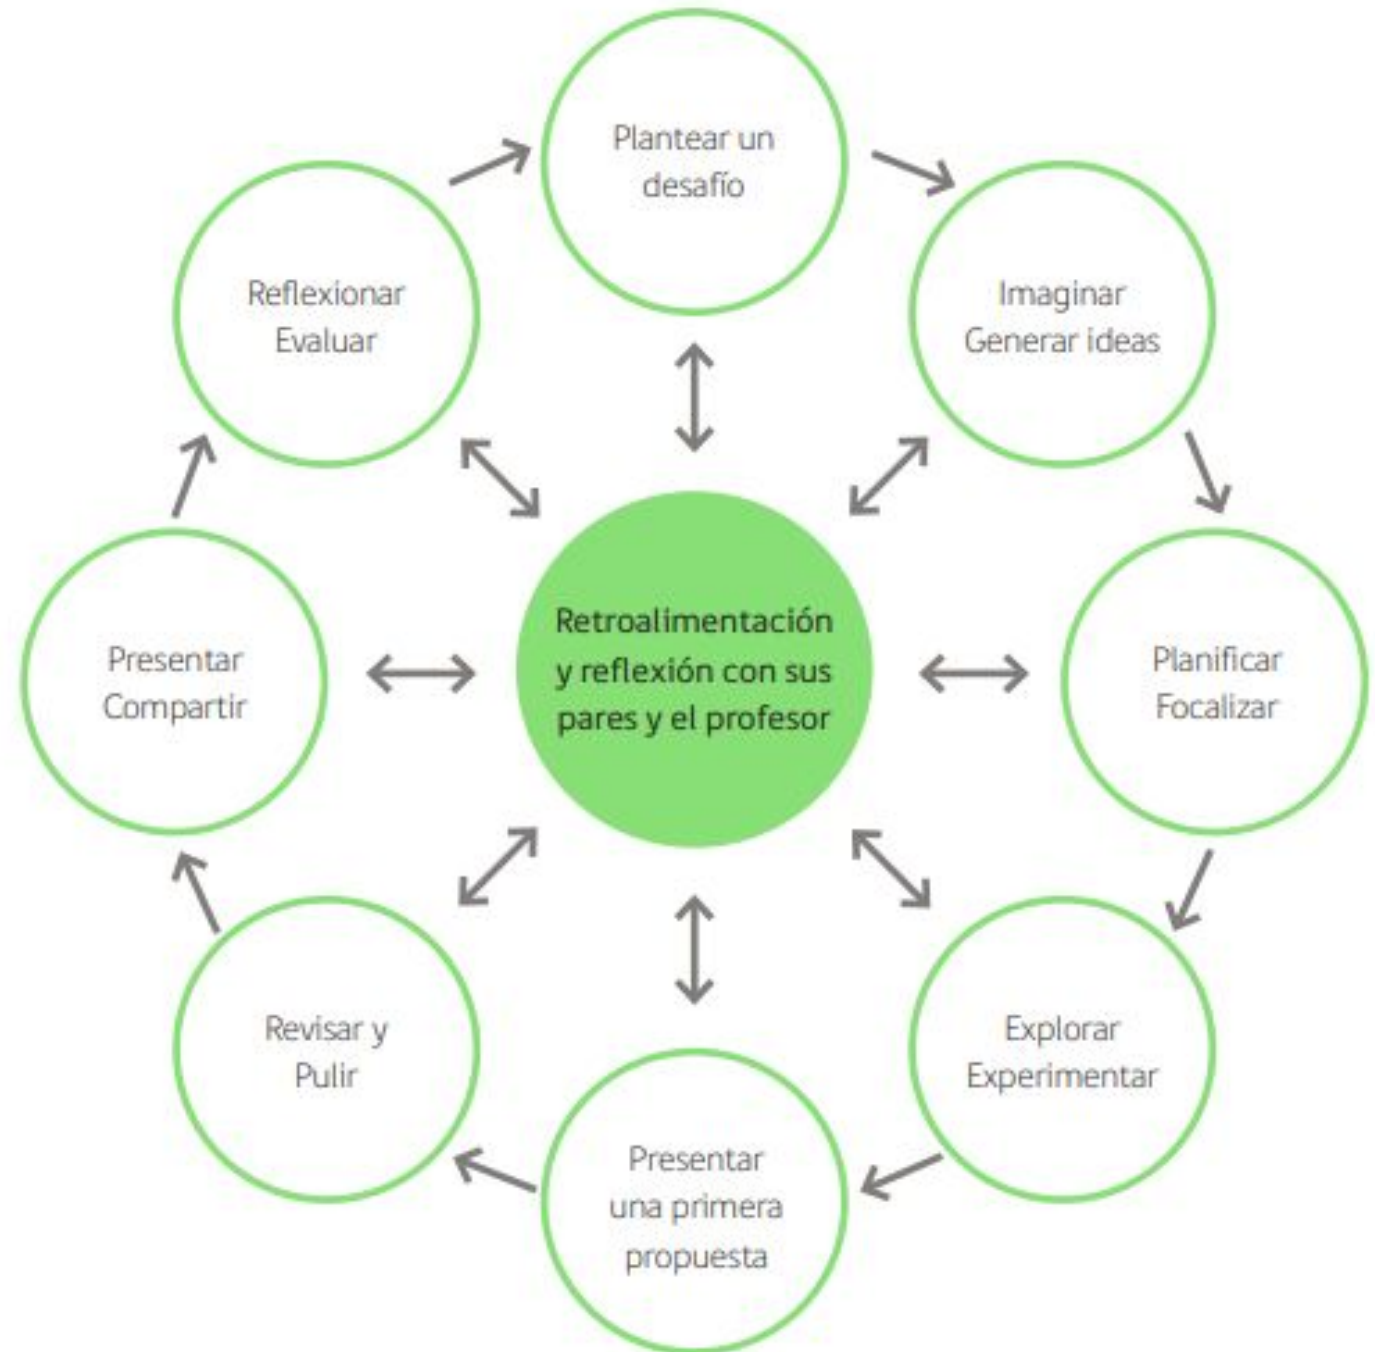 Plantear un
desafío
Imaginar
Generar ideas
Planificar
Focalizar
Explorar
Experimentar
Presentar
una primera
propuesta
Revisar y
Pulir
Presentar
Compartir
Reflexionar
Evaluar
Retroalimentación
y reflexión con sus
pares y el profesor